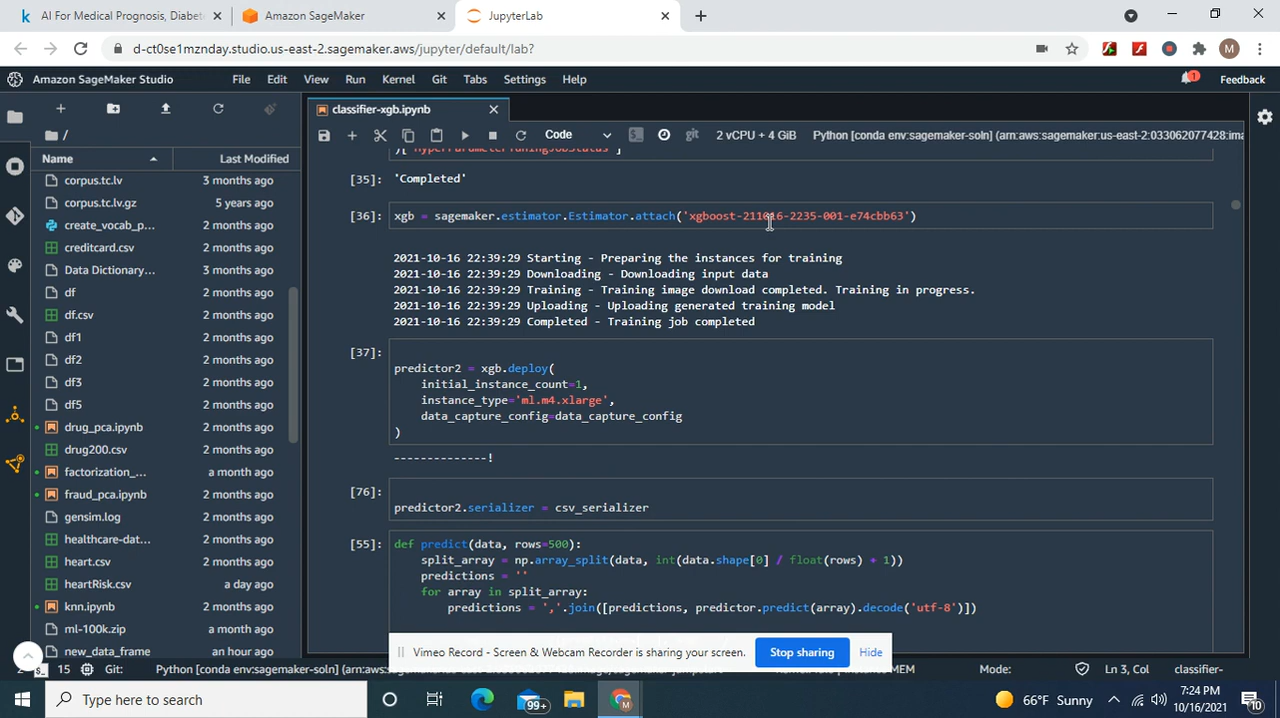 AI For Medical Prognosis, Diabet
Amazon SageMaker
JupyterLab
d-ct0se1mznday.studio.us-east-2.sagemaker.aws/jupyter/default/lab?
M
Amazon SageMaker Studio
File Edit View Run Kernel Git Tabs Settings Help
1
Feedback
classifier-xgb.ipynb
Code
git
2 vCPU + 4 GiB
Python [conda env:sagemaker-soln] (arn:aws:sagemaker:us-east-2:033062077428:ima
/
Name Last Modified
corpus.tc.lv 3 months ago
corpus.tc.lv.gz 5 years ago
create_vocab_p... 2 months ago
creditcard.csv 2 months ago
Data Dictionary... 3 months ago
df 2 months ago
df.csv 2 months ago
df1 2 months ago
df2 2 months ago
df3 2 months ago
df5 2 months ago
drug_pca.ipynb 2 months ago
drug200.csv 2 months ago
factorization_... a month ago
fraud_pca.ipynb 2 months ago
gensim.log 2 months ago
healthcare-dat... 2 months ago
heart.csv 2 months ago
heartRisk.csv a day ago
knn.ipynb 2 months ago
ml-100k.zip a month ago
new_data_frame an hour ago
)['HyperParameterTuningJobStatus']
[35]: 'Completed'
[36]: xgb = sagemaker.estimator.Estimator.attach('xgboost-211016-2235-001-e74cbb63')
2021-10-16 22:39:29 Starting - Preparing the instances for training
2021-10-16 22:39:29 Downloading - Downloading input data
2021-10-16 22:39:29 Training - Training image download completed. Training in progress.
2021-10-16 22:39:29 Uploading - Uploading generated training model
2021-10-16 22:39:29 Completed - Training job completed
[37]:
predictor2 = xgb.deploy(
initial_instance_count=1,
instance_type='ml.m4.xlarge',
data_capture_config=data_capture_config
)
--------------!
[76]:
predictor2.serializer = csv_serializer
[55]: def predict(data, rows=500):
split_array = np.array_split(data, int(data.shape[0] / float(rows) + 1))
predictions = ''
for array in split_array:
predictions = ','.join([predictions, predictor.predict(array).decode('utf-8')])
Vimeo Record - Screen & Webcam Recorder is sharing your screen.
Stop sharing
Hide
15
Git:
Python [conda env:sagemaker-soln]
MEM
Mode:
Ln 3, Col
classifier-
Type here to search
99+
66°F Sunny
7:24 PM
10/16/2021
10